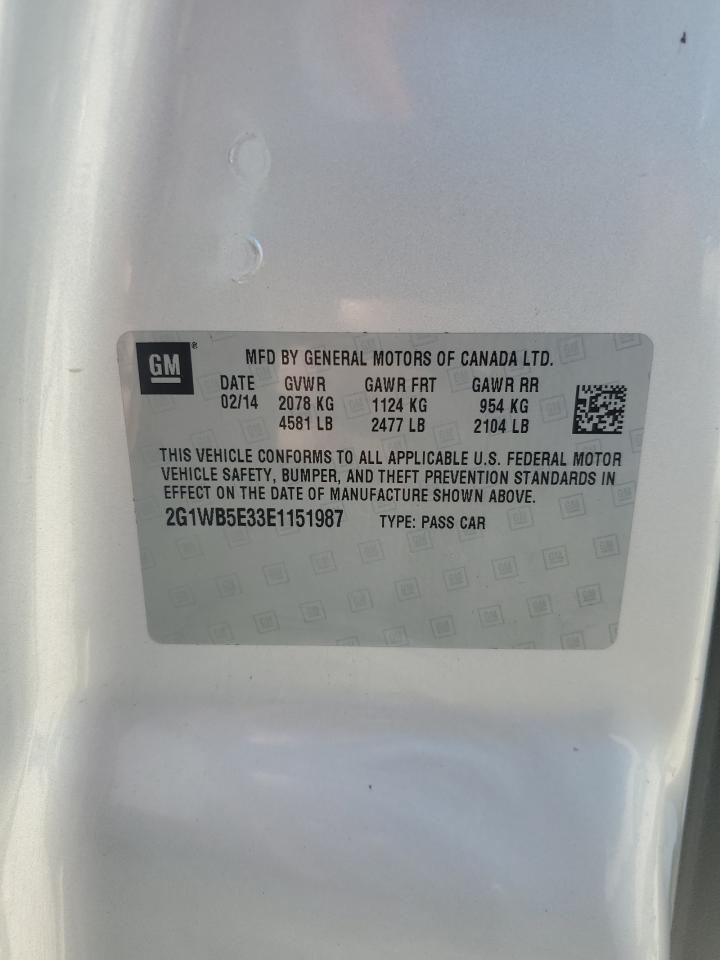 GM ® MFD BY GENERAL MOTORS OF CANADA LTD.
DATE GVWR GAWR FRT GAWR RR
02/14 2078 KG 1124 KG 954 KG
4581 LB 2477 LB 2104 LB
THIS VEHICLE CONFORMS TO ALL APPLICABLE U.S. FEDERAL MOTOR
VEHICLE SAFETY, BUMPER, AND THEFT PREVENTION STANDARDS IN
EFFECT ON THE DATE OF MANUFACTURE SHOWN ABOVE.
2G1WB5E33E1151987 TYPE: PASS CAR